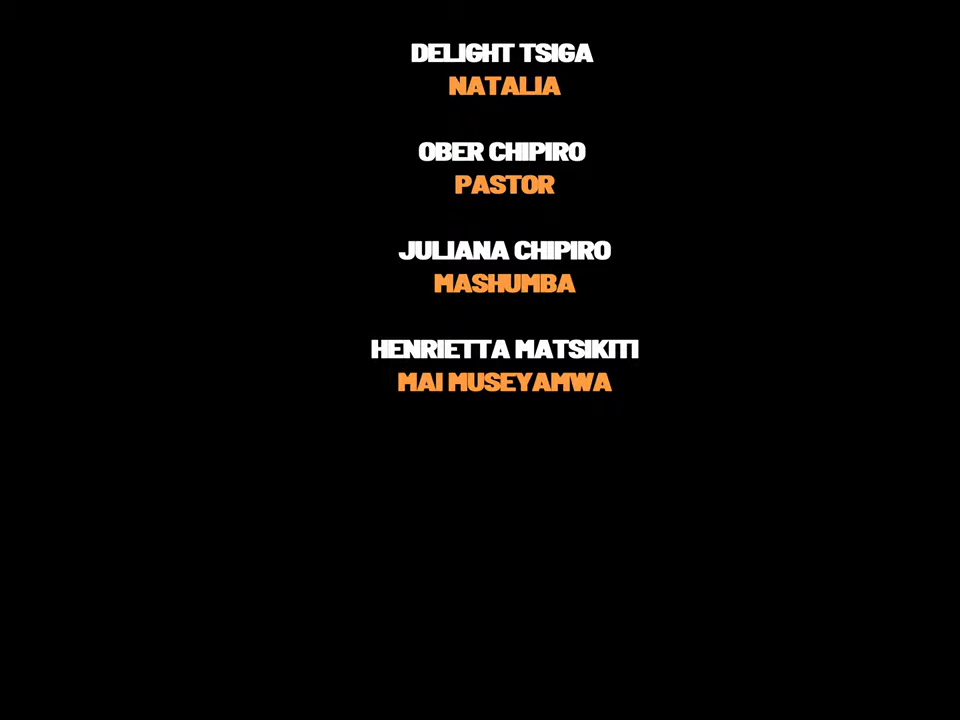 DELIGHT TSIGA
NATALIA
OBER CHIPIRO
PASTOR
JULIANA CHIPIRO
MASHUMBA
HENRIETTA MATSIKITI
MAI MUSEYAMWA